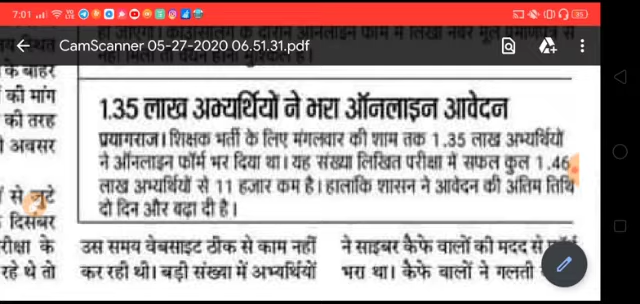 7:01
35
CamScanner 05-27-2020 06.51.31.pdf
के बाहर
की मांग
की तरह
अवसर
से जुटे
दिसंबर
रीक्षा के
रहे थे तो
1.35 लाख अभ्यर्थियों ने भरा ऑनलाइन आवेदन
प्रयागराज। शिक्षक भर्ती के लिए मंगलवार की शाम तक 1.35 लाख अभ्यर्थियों
ने ऑनलाइन फॉर्म भर दिया था। यह संख्या लिखित परीक्षा में सफल कुल 1.46
लाख अभ्यर्थियों से 11 हजार कम है। हालांकि शासन ने आवेदन की अंतिम तिथि
दो दिन और बढ़ा दी है।
उस समय वेबसाइट ठीक से काम नहीं
कर रही थी। बड़ी संख्या में अभ्यर्थियों
ने साइबर कैफे वालों की मदद से
भरा था। कैफे वालों ने गलती